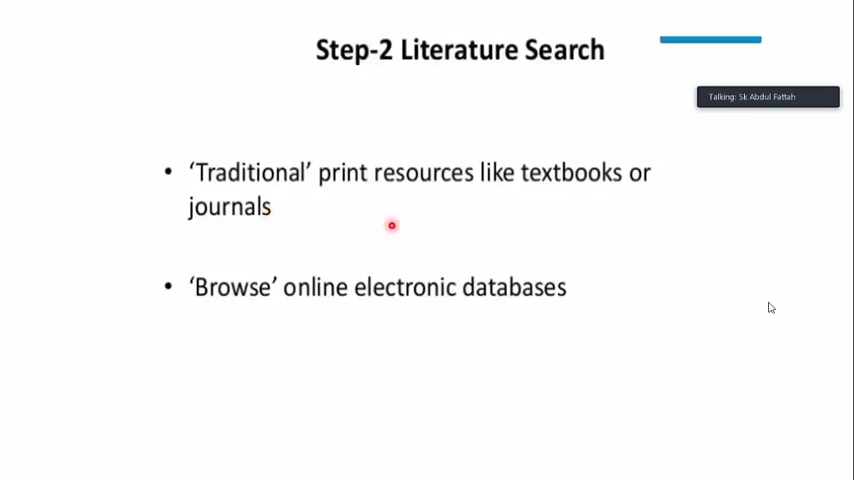 Step-2 Literature Search
Talking: Sk Abdul Fattah
• ‘Traditional’ print resources like textbooks or
journals
• ‘Browse’ online electronic databases